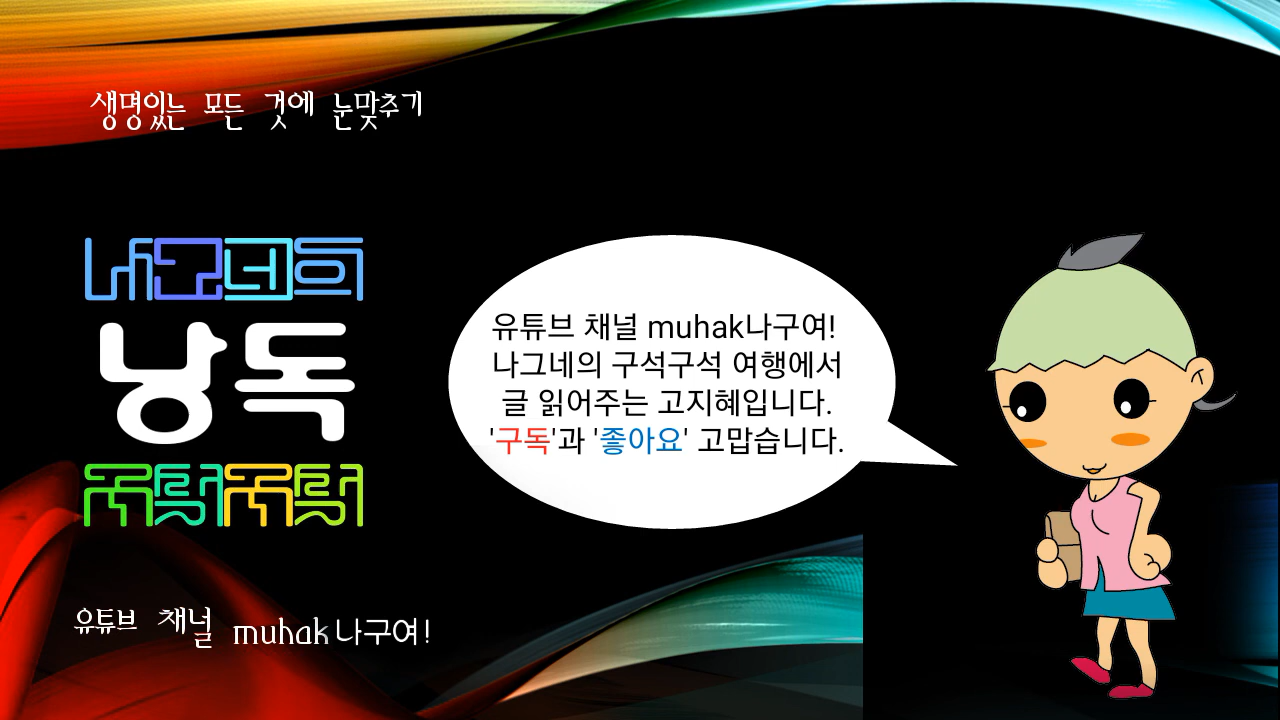 생명있는 모든 것에 눈맞추기
나그네의
낭독
구석구석
유튜브 채널 muhak나구여!
나그네의 구석구석 여행에서
글 읽어주는 고지혜입니다.
'구독'과 '좋아요' 고맙습니다.
유튜브 채널 muhak나구여!